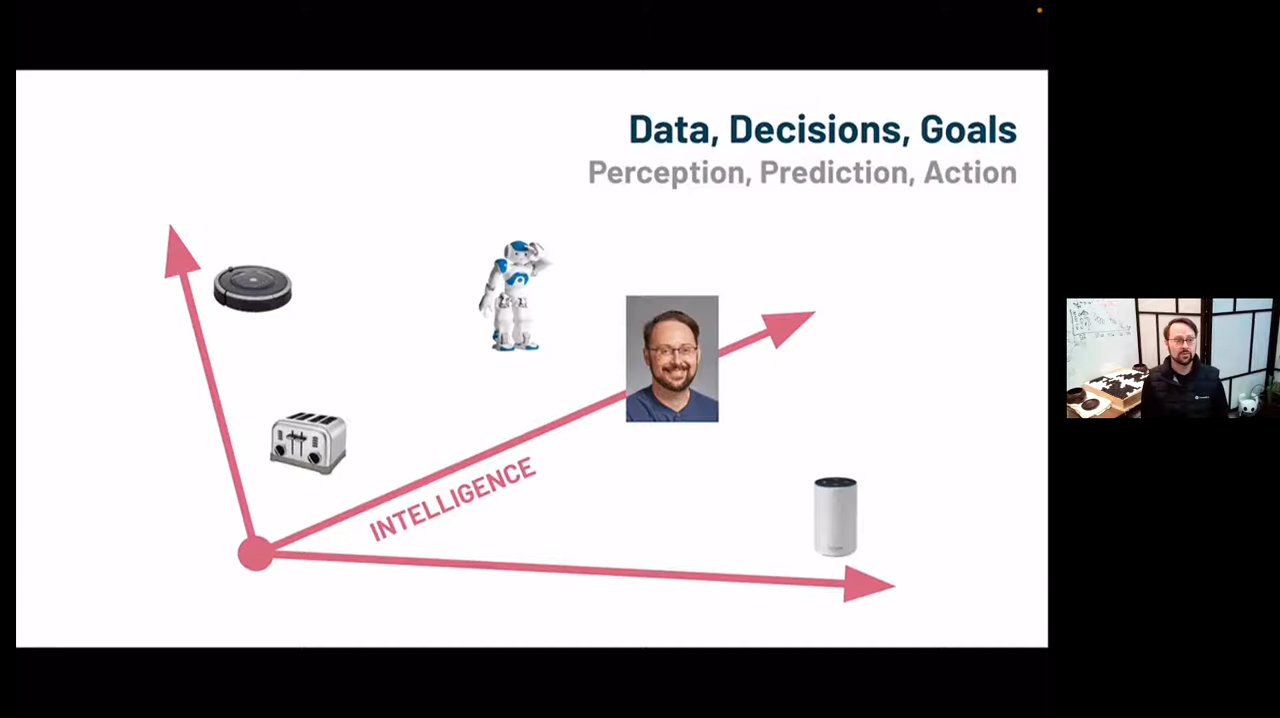 Data, Decisions, Goals
Perception, Prediction, Action
INTELLIGENCE